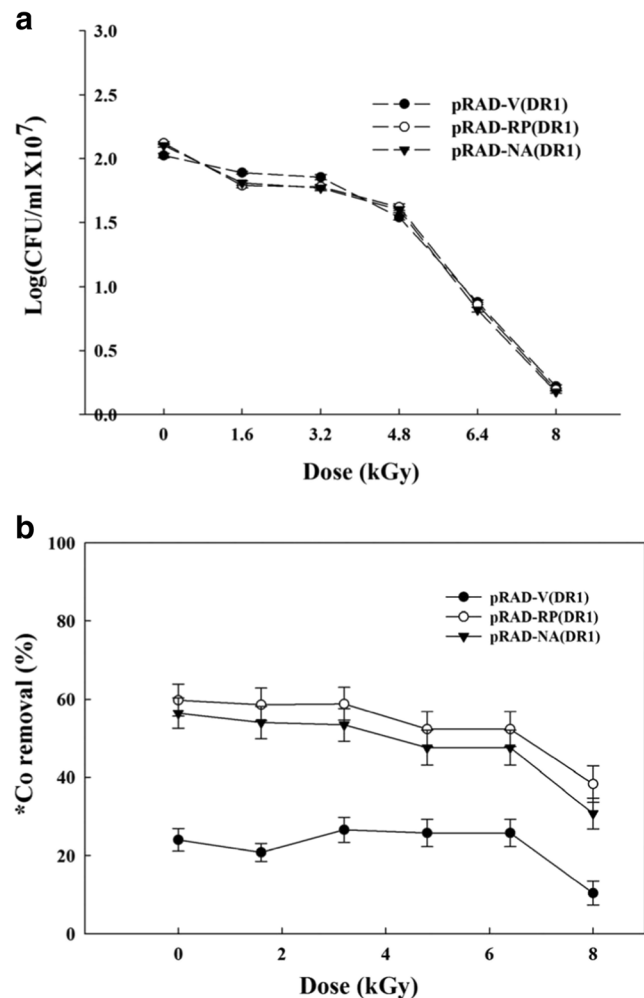 a
3.0
2.5
2.0
1.5
1.0
0.5
0.0
Log(CFU/ml X10⁷)
pRAD-V(DR1)
pRAD-RP(DR1)
pRAD-NA(DR1)
0 1.6 3.2 4.8 6.4 8
Dose (kGy)
b
100
80
60
40
20
0
*Co removal (%)
pRAD-V(DR1)
pRAD-RP(DR1)
pRAD-NA(DR1)
0 2 4 6 8
Dose (kGy)